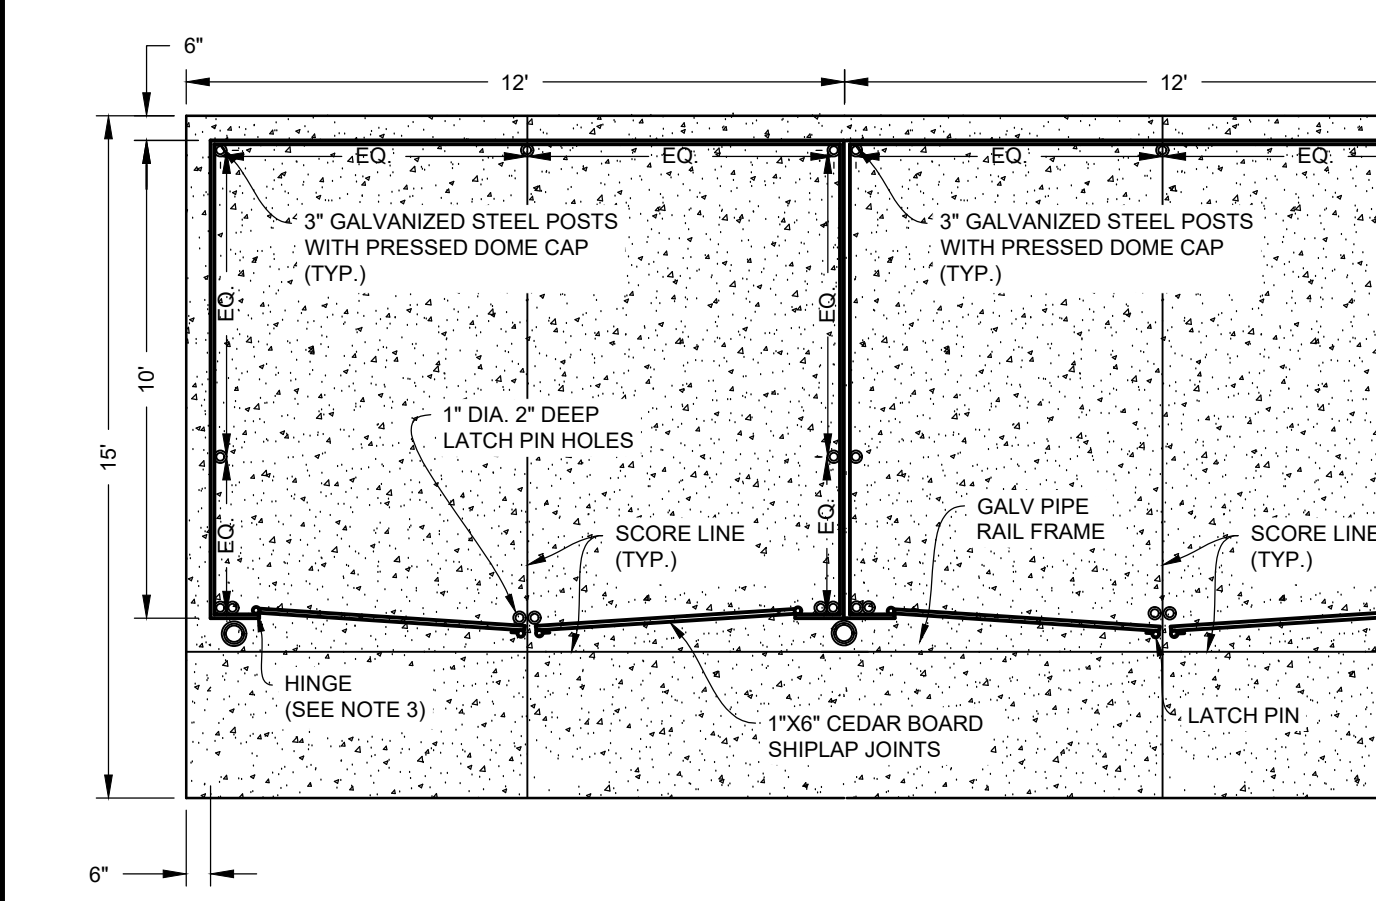 6"
12'
12'
EQ.
EQ.
EQ.
EQ.
3" GALVANIZED STEEL POSTS
WITH PRESSED DOME CAP
(TYP.)
3" GALVANIZED STEEL POSTS
WITH PRESSED DOME CAP
(TYP.)
EQ.
EQ.
10'
15'
1" DIA. 2" DEEP
LATCH PIN HOLES
EQ.
EQ.
SCORE LINE
(TYP.)
GALV PIPE
RAIL FRAME
SCORE LINE
(TYP.)
HINGE
(SEE NOTE 3)
1"X6" CEDAR BOARD
SHIPLAP JOINTS
LATCH PIN
6"